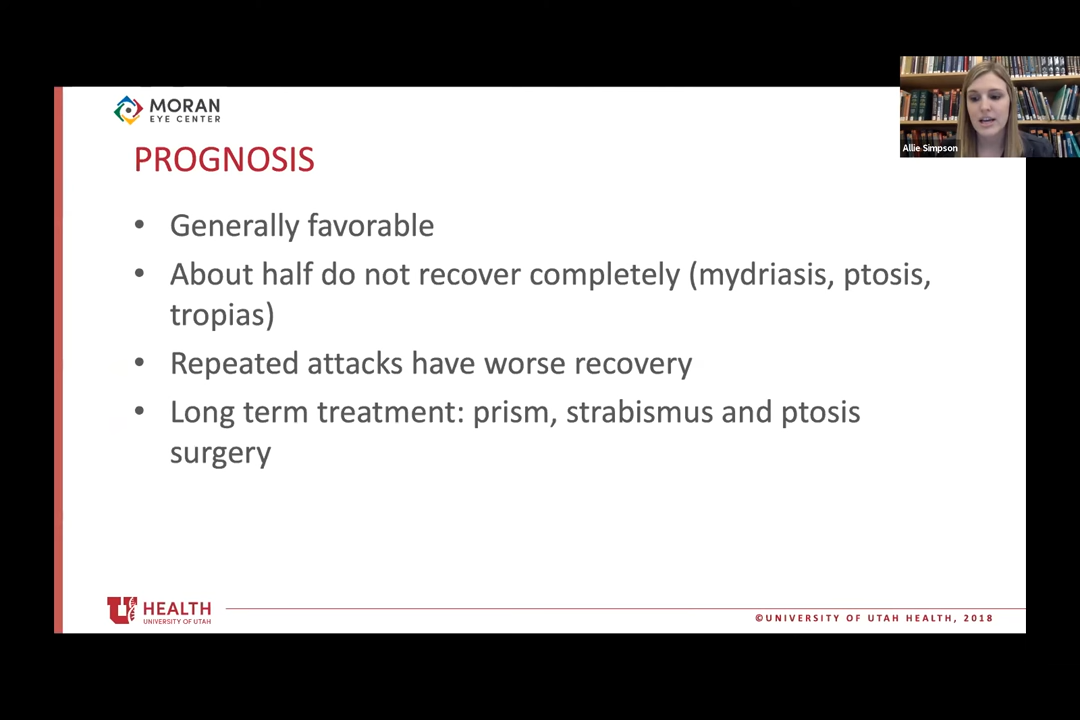 MORAN
EYE CENTER
Allie Simpson
PROGNOSIS
• Generally favorable
• About half do not recover completely (mydriasis, ptosis,
tropias)
• Repeated attacks have worse recovery
• Long term treatment: prism, strabismus and ptosis
surgery
U HEALTH
UNIVERSITY OF UTAH
©UNIVERSITY OF UTAH HEALTH, 2018